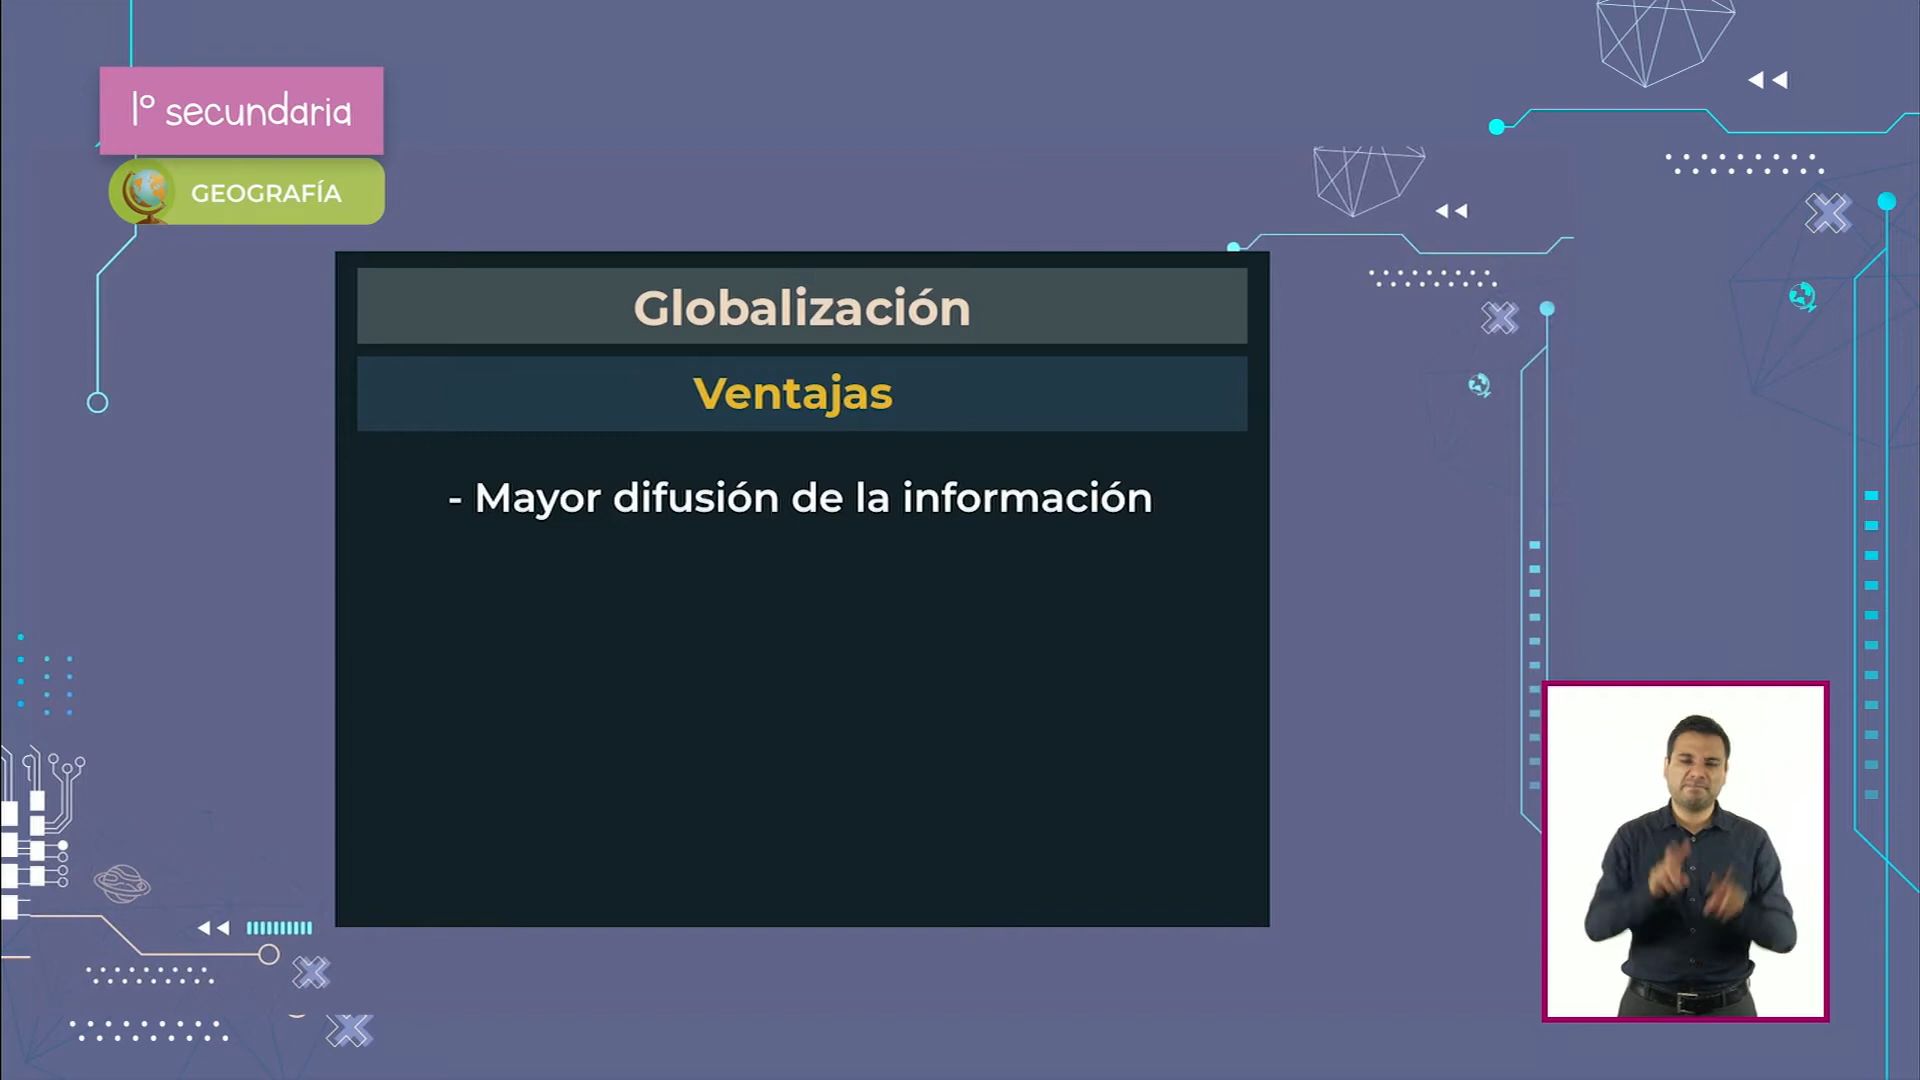 1° secundaria
GEOGRAFÍA
Globalización
Ventajas
- Mayor difusión de la información